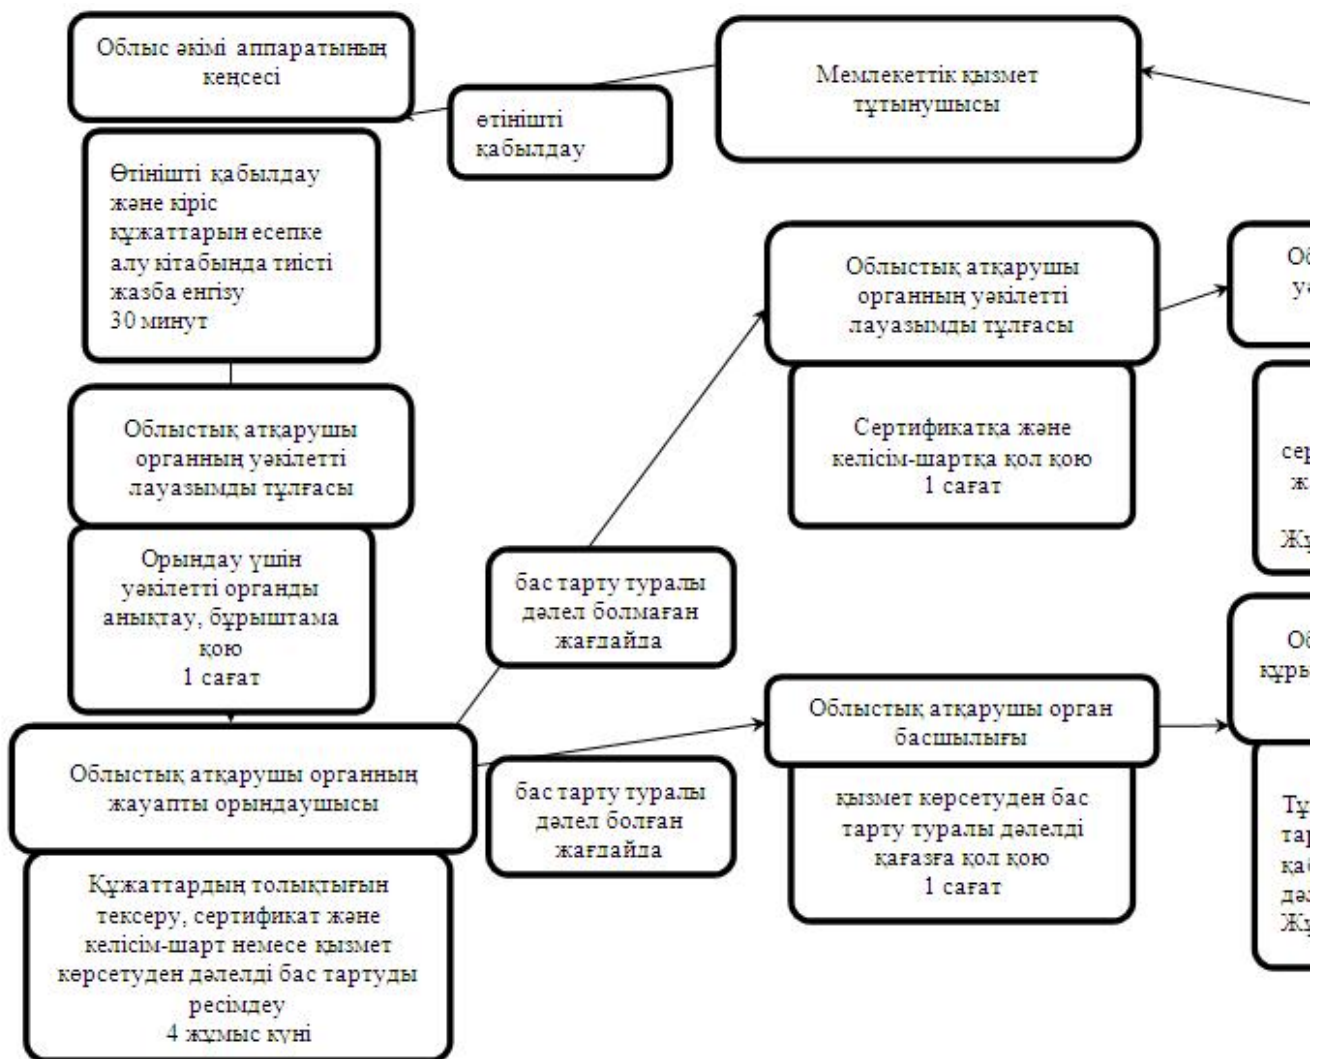 Облыс әкімі аппаратының
кеңсесі
Мемлекеттік қызмет
тұтынушысы
өтінішті
қабылдау
Өтінішті қабылдау
және кіріс
құжаттарын есепке
алу кітабында тиісті
жазба енгізу
30 минут
Облыстық атқарушы
органның уәкілетті
лауазымды тұлғасы
Сертификатқа және
келісім-шартқа қол қою
1 сағат
Облыстық атқарушы
органның уәкілетті
лауазымды тұлғасы
Орындау үшін
уәкілетті органды
анықтау, бұрыштама
қою
1 сағат
бас тарту туралы
дәлел болмаған
жағдайда
Облыстық атқарушы орган
басшылығы
қызмет көрсетуден бас
тарту туралы дәлелді
қағазға қол қою
1 сағат
Облыстық атқарушы органның
жауапты орындаушысы
бас тарту туралы
дәлел болған
жағдайда
Құжаттардың толықтығын
тексеру, сертификат және
келісім-шарт немесе қызмет
көрсетуден дәлелді бас тартуды
ресімдеу
4 жұмыс күні